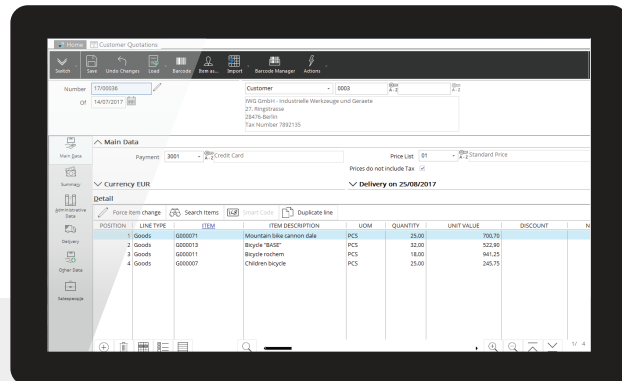 Home Customer Quotations
Switch Save Undo Changes Load Barcode Item as... Import Barcode Manager Actions
Number 17/00036 Customer 0003
Of 14/07/2017 IWG GmbH - Industrielle Werkzeuge und Geraete
27, Ringstrasse
28476-Berlin
Tax Number 7892135
Main Data
Main Data
Payment 3001 A - Z Credit Card Price List 01 A - Z Standard Price
Prices do not include Tax
Summary
Currency EUR Delivery on 25/08/2017
Administrative Data
Detail
Force item change Search Items Smart Code Duplicate line
POSITION LINE TYPE ITEM ITEM DESCRIPTION UOM QUANTITY UNIT VALUE DISCOUNT N
1 Goods G000071 Mountain bike cannon dale PCS 25,00 700,70
2 Goods G000013 Bicycle "BASE" PCS 32,00 522,90
3 Goods G000011 Bicycle rochem PCS 18,00 941,25
4 Goods G000007 Children bicycle PCS 25,00 245,75
Delivery
Other Data
Salespeople
1/ 4